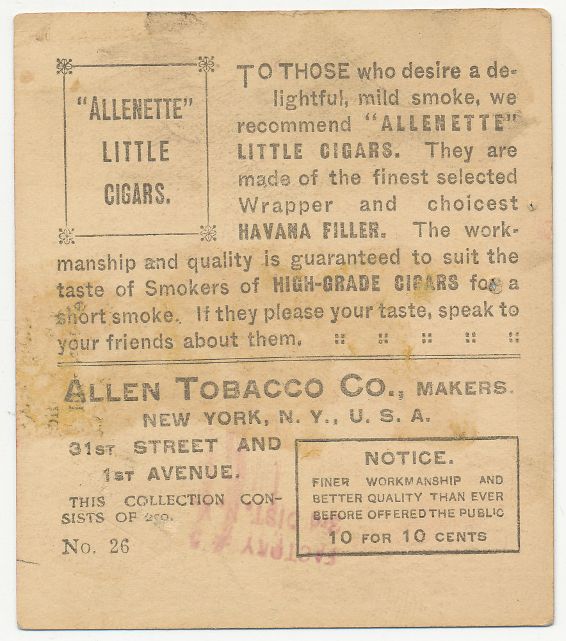 "ALLENETTE"
LITTLE
CIGARS.
TO THOSE who desire a de-
lightful, mild smoke, we
recommend "ALLENETTE"
LITTLE CIGARS. They are
made of the finest selected
Wrapper and choicest
HAVANA FILLER. The work-
manship and quality is guaranteed to suit the
taste of Smokers of HIGH-GRADE CIGARS for a
short smoke. If they please your taste, speak to
your friends about them.
ALLEN TOBACCO CO., MAKERS.
NEW YORK, N. Y., U. S. A.
31ST STREET AND
1ST AVENUE.
THIS COLLECTION CON-
SISTS OF 250.
No. 26
NOTICE.
FINER WORKMANSHIP AND
BETTER QUALITY THAN EVER
BEFORE OFFERED THE PUBLIC
10 FOR 10 CENTS
FACTORY #
DIST. N.Y.